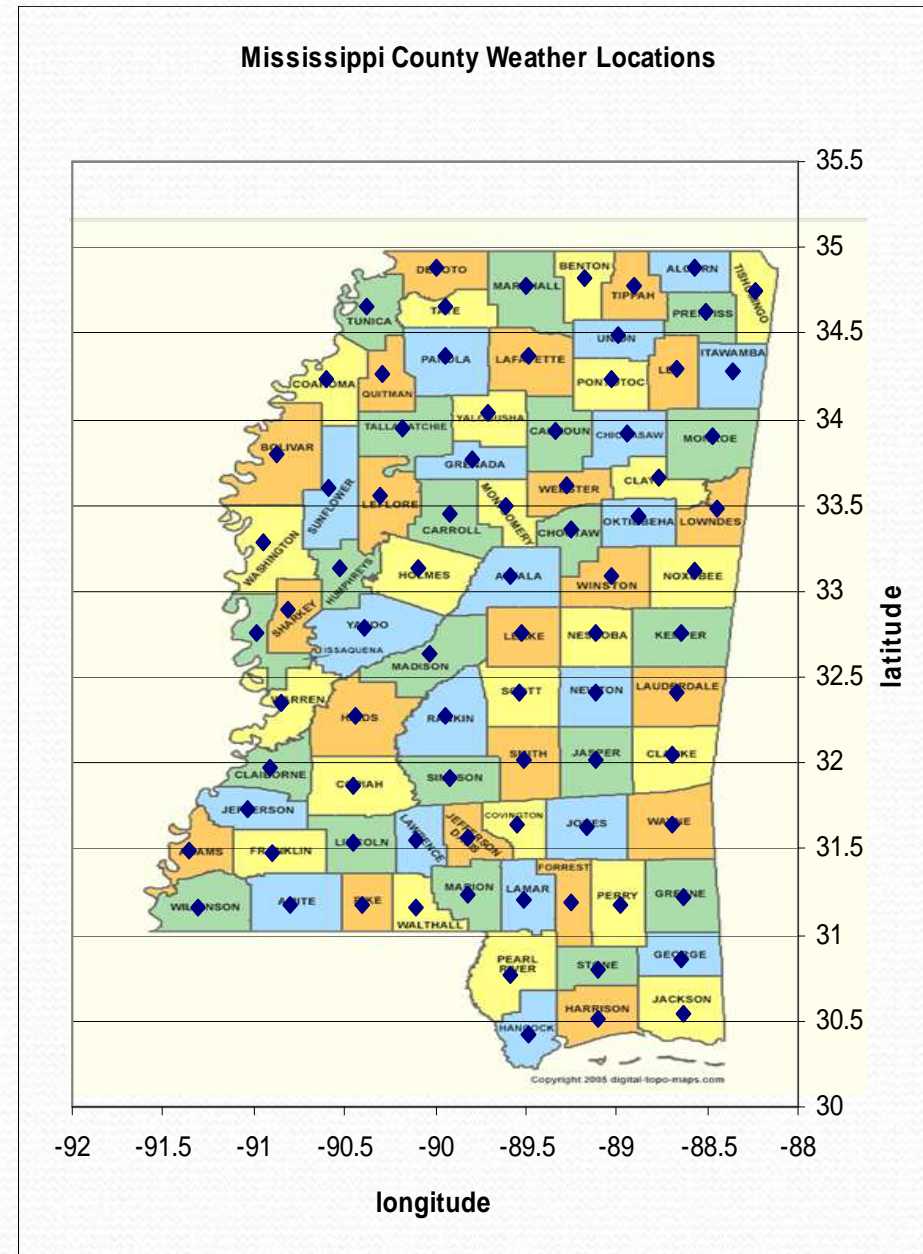 Mississippi County Weather Locations
35.5
35
34.5
34
33.5
33
32.5
32
31.5
31
30.5
30
latitude
DESOTO
MARSHALL
BENTON
TIPPAH
ALCORN
TISHOMINGO
TUNICA
TATE
PRENTISS
UNION
PANOLA
LAFAYETTE
ITAWAMBA
COAHOMA
QUITMAN
PONTOTOC
LEE
TALLAHATCHIE
YALOBUSHA
CALHOUN
CHICKASAW
MONROE
BOLIVAR
GRENADA
SUNFLOWER
LEFLORE
MONTGOMERY
WEBSTER
CLAY
WASHINGTON
CARROLL
CHOCTAW
OKTIBBEHA
LOWNDES
HUMPHREYS
HOLMES
ATTALA
WINSTON
NOXUBEE
SHARKEY
YAZOO
ISSAQUENA
MADISON
LEAKE
NESHOBA
KEMPER
WARREN
HINDS
RANKIN
SCOTT
NEWTON
LAUDERDALE
CLAIBORNE
COPIAH
SIMPSON
SMITH
JASPER
CLARKE
JEFFERSON
LINCOLN
LAWRENCE
JEFFERSON
DAVIS
COVINGTON
JONES
WAYNE
ADAMS
FRANKLIN
WILKINSON
AMITE
PIKE
WALTHALL
MARION
LAMAR
FORREST
PERRY
GREENE
PEARL
RIVER
STONE
GEORGE
HANCOCK
HARRISON
JACKSON
Copyright 2005 digital-topo-maps.com
-92 -91.5 -91 -90.5 -90 -89.5 -89 -88.5 -88
longitude